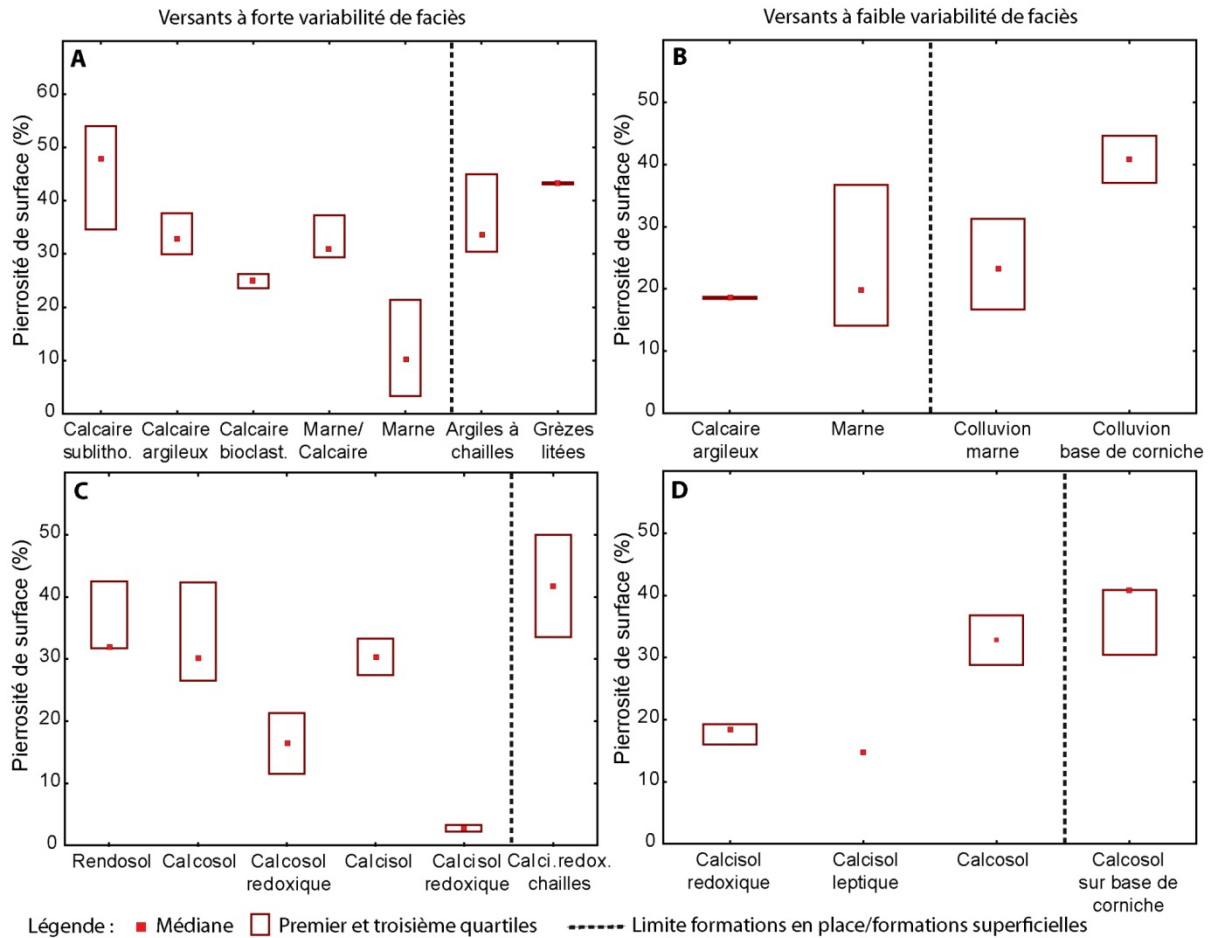 Versants à forte variabilité de faciès
Versants à faible variabilité de faciès
A
Pierrosité de surface (%)
60
50
40
30
20
10
0
Calcaire sublitho.
Calcaire argileux
Calcaire bioclast.
Marne/ Calcaire
Marne
Argiles à chailles
Grèzes litées
B
Pierrosité de surface (%)
50
40
30
20
10
0
Calcaire argileux
Marne
Colluvion marne
Colluvion base de corniche
C
Pierrosité de surface (%)
50
40
30
20
10
0
Rendosol
Calcosol
Calcosol redoxique
Calcisol
Calcisol redoxique
Calci.redox. chailles
D
Pierrosité de surface (%)
50
40
30
20
10
0
Calcisol redoxique
Calcisol leptique
Calcosol
Calcosol sur base de corniche
Légende : Médiane Premier et troisième quartiles Limite formations en place/formations superficielles